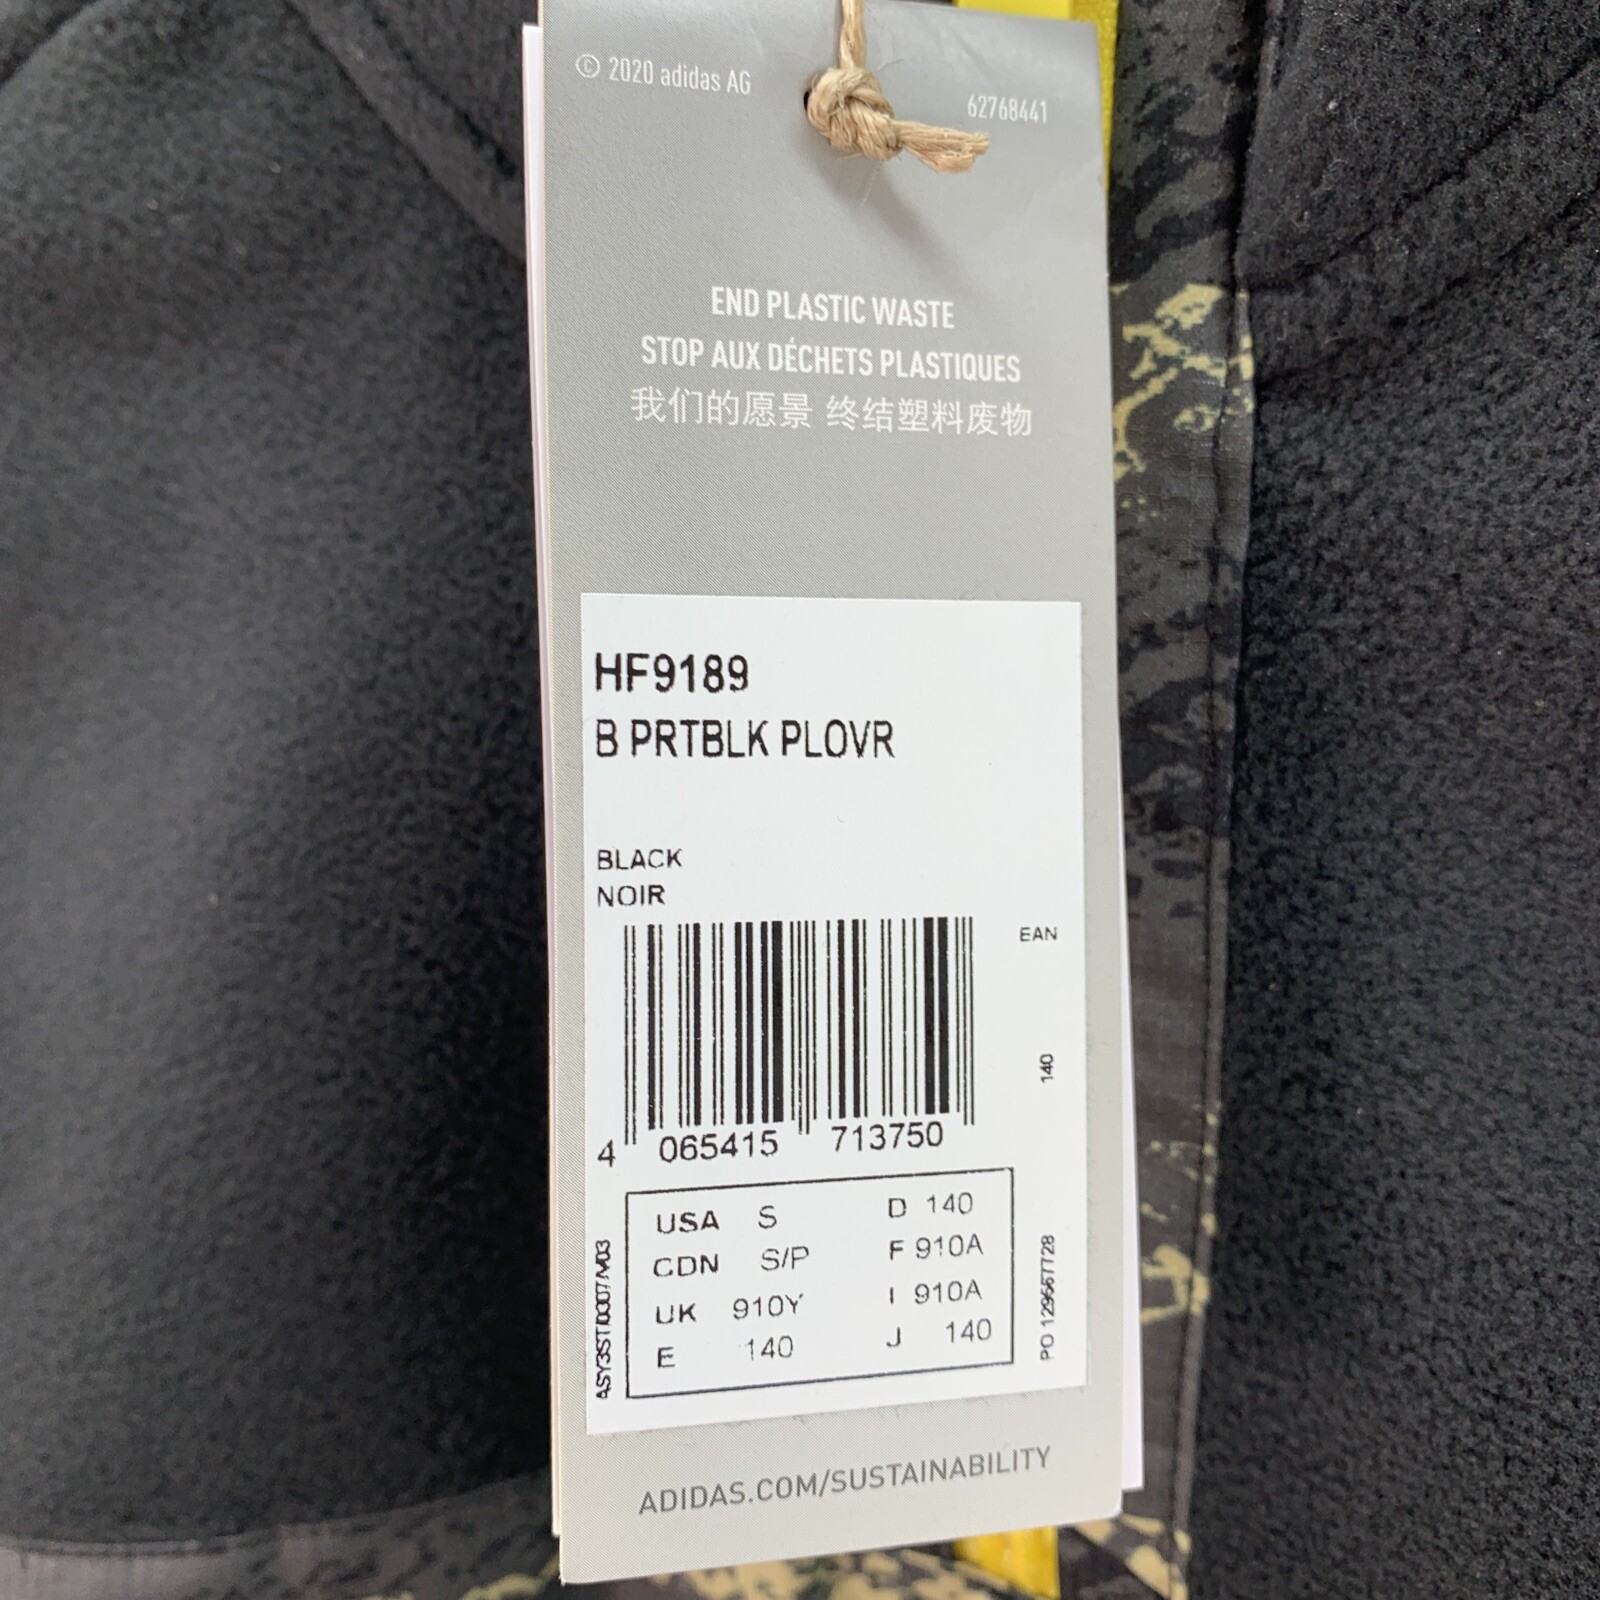 © 2020 adidas AG
62768441
END PLASTIC WASTE
STOP AUX DÉCHETS PLASTIQUES
我们的愿景 终结塑料废物
HF9189
B PRTBLK PLOVR
BLACK
NOIR
EAN
140
4 065415 713750
USA S D 140
CDN S/P F 910A
UK 910Y I 910A
E 140 J 140
PO 129667728
ADIDAS.COM/SUSTAINABILITY